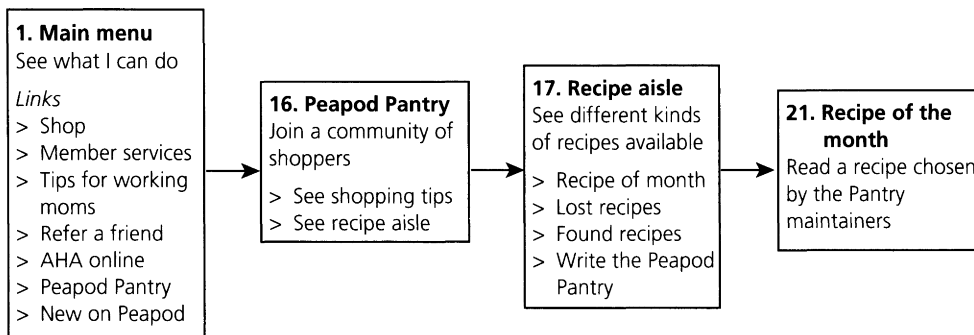 1. Main menu
See what I can do
Links
> Shop
> Member services
> Tips for working
moms
> Refer a friend
> AHA online
> Peapod Pantry
> New on Peapod
16. Peapod Pantry
Join a community of
shoppers
> See shopping tips
> See recipe aisle
17. Recipe aisle
See different kinds
of recipes available
> Recipe of month
> Lost recipes
> Found recipes
> Write the Peapod
Pantry
21. Recipe of the
month
Read a recipe chosen
by the Pantry
maintainers